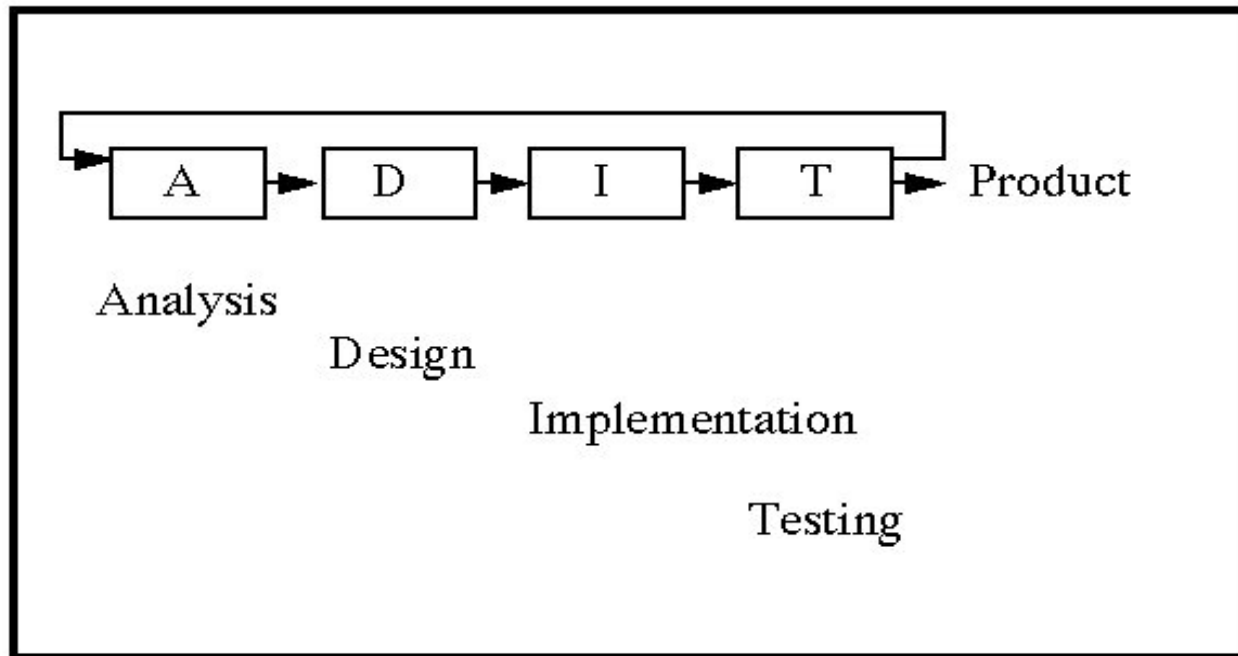 A D I T Product
Analysis
Design
Implementation
Testing